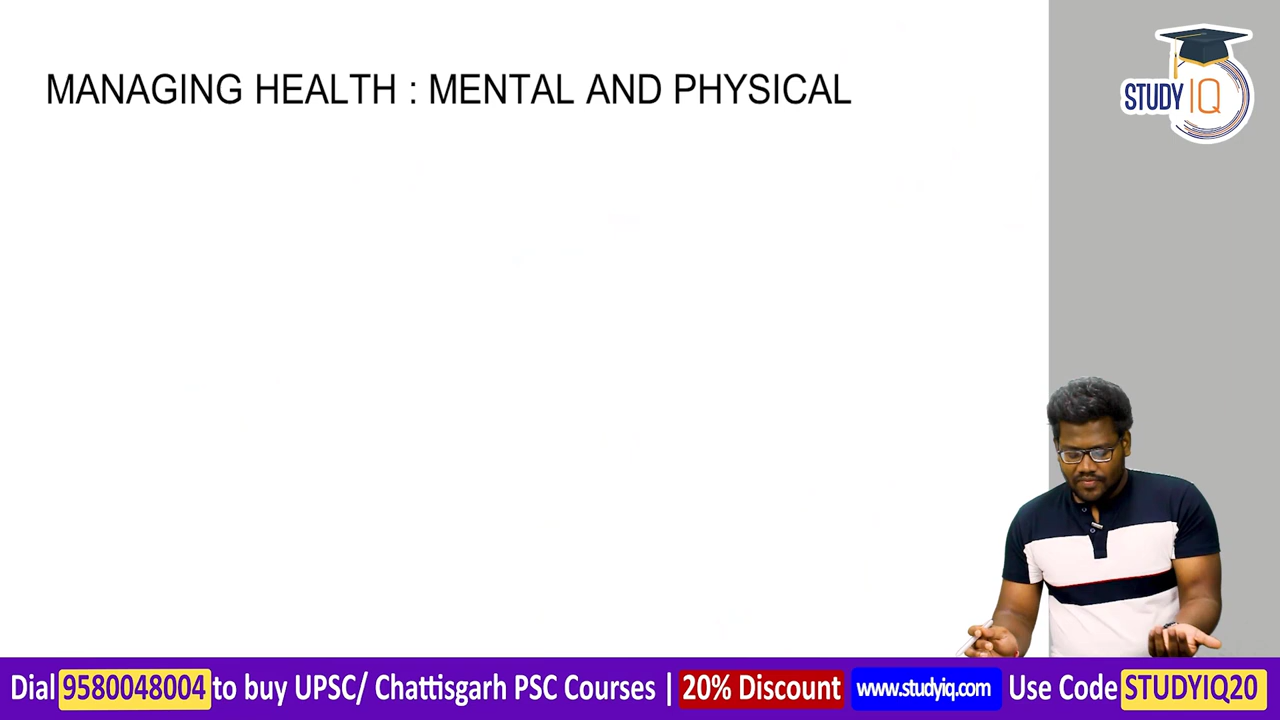 MANAGING HEALTH : MENTAL AND PHYSICAL
STUDY IQ
Dial 9580048004 to buy UPSC/ Chattisgarh PSC Courses | 20% Discount www.studyiq.com Use Code STUDYIQ20